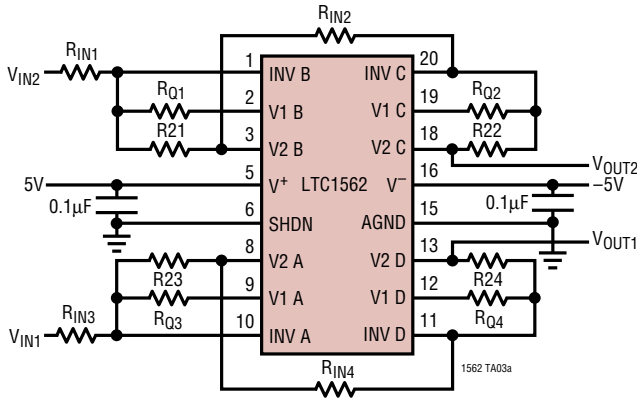 RIN2
RIN1
VIN2
1 INV B INV C 20
RQ1 2 V1 B V1 C 19 RQ2
R21 3 V2 B V2 C 18 R22
VOUT2
5V 5 V+ LTC1562 V− 16 −5V
0.1µF 0.1µF
6 SHDN AGND 15
VOUT1
8 V2 A V2 D 13
R23 R24
9 V1 A V1 D 12
RIN3 RQ3 RQ4
VIN1 10 INV A INV D 11
1562 TA03a
RIN4